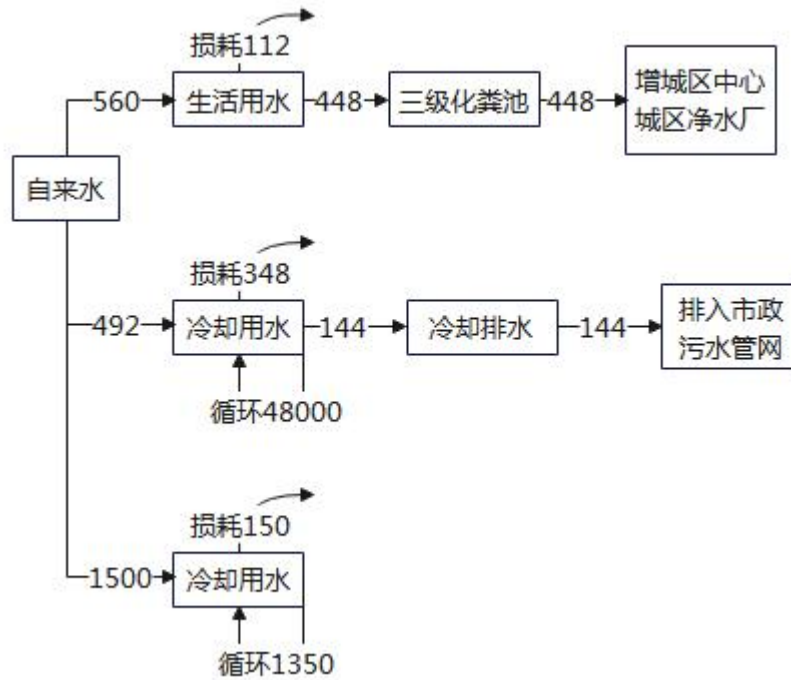 损耗112
560
生活用水
448
三级化粪池
448
增城区中心
城区净水厂
自来水
损耗348
492
冷却用水
144
冷却排水
144
排入市政
污水管网
循环48000
损耗150
1500
冷却用水
循环1350